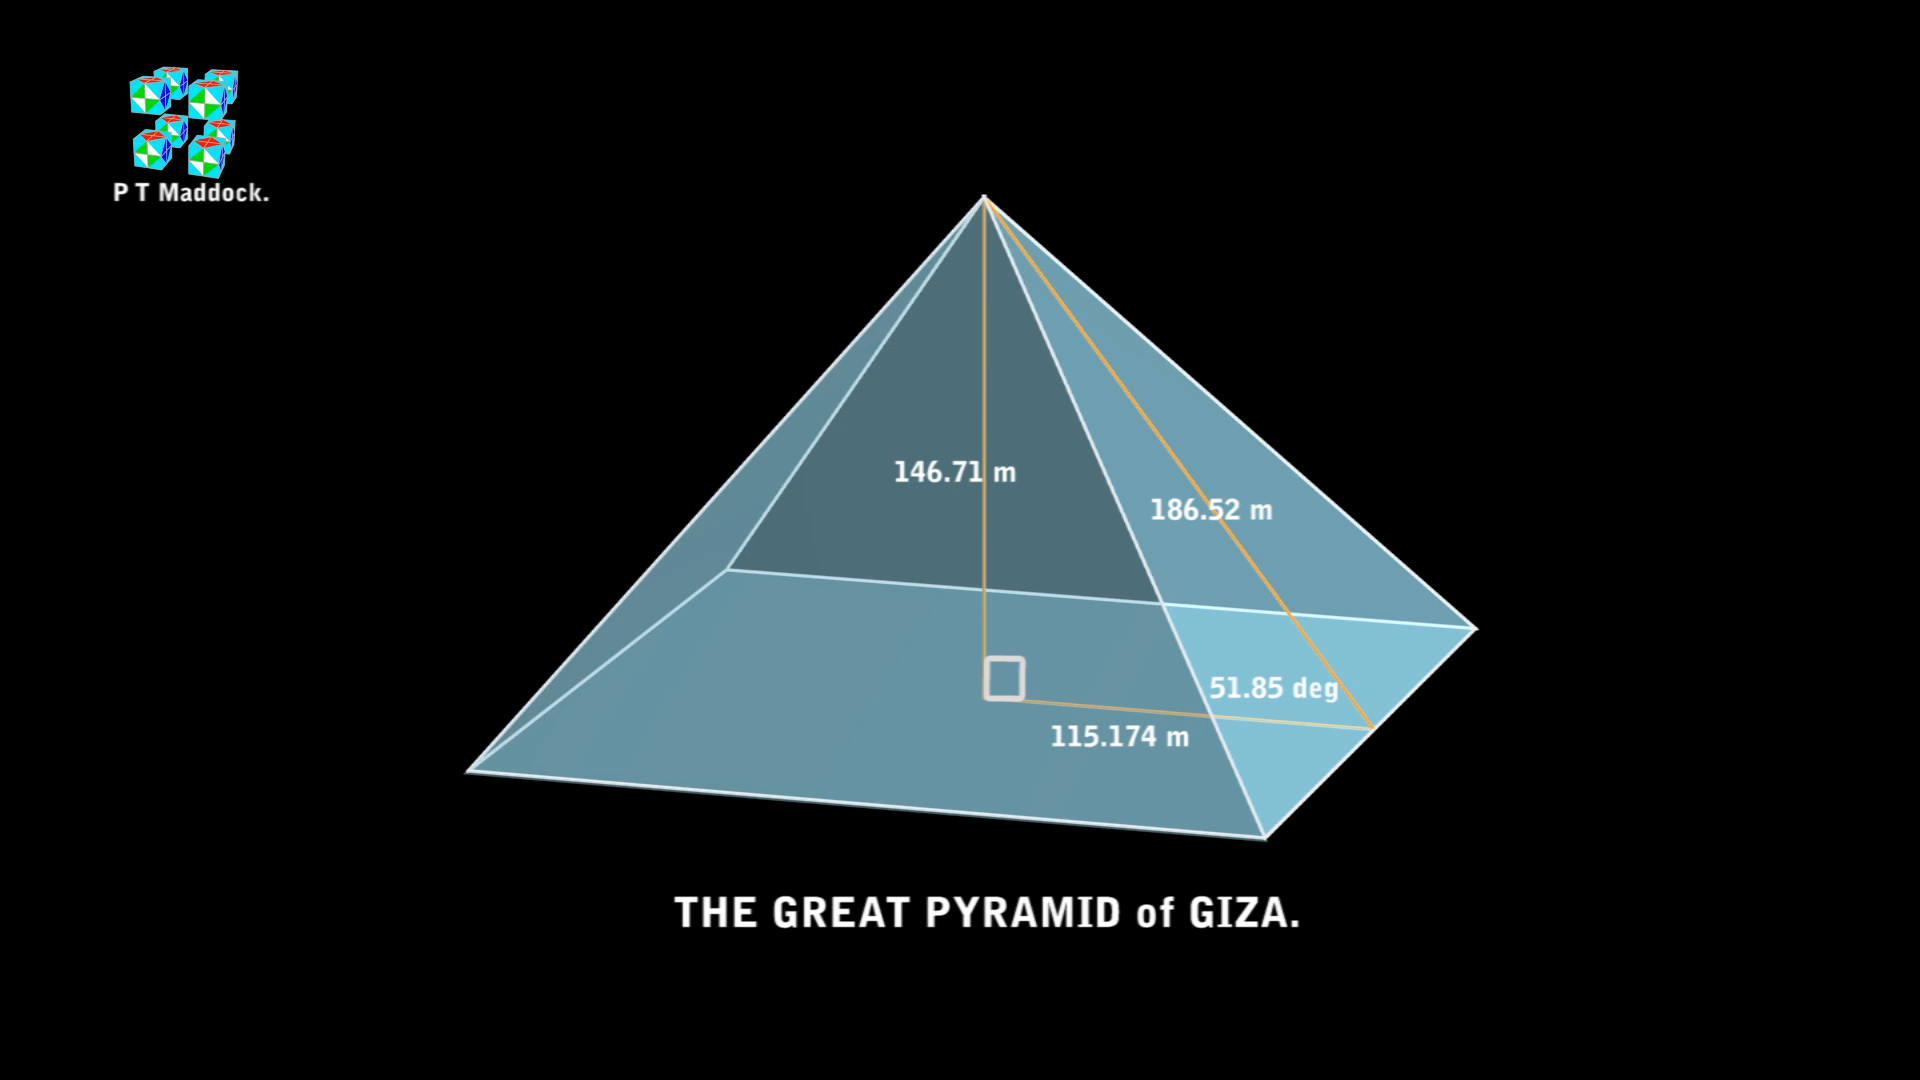 P T Maddock.
146.71 m
186.52 m
51.85 deg
115.174 m
THE GREAT PYRAMID of GIZA.